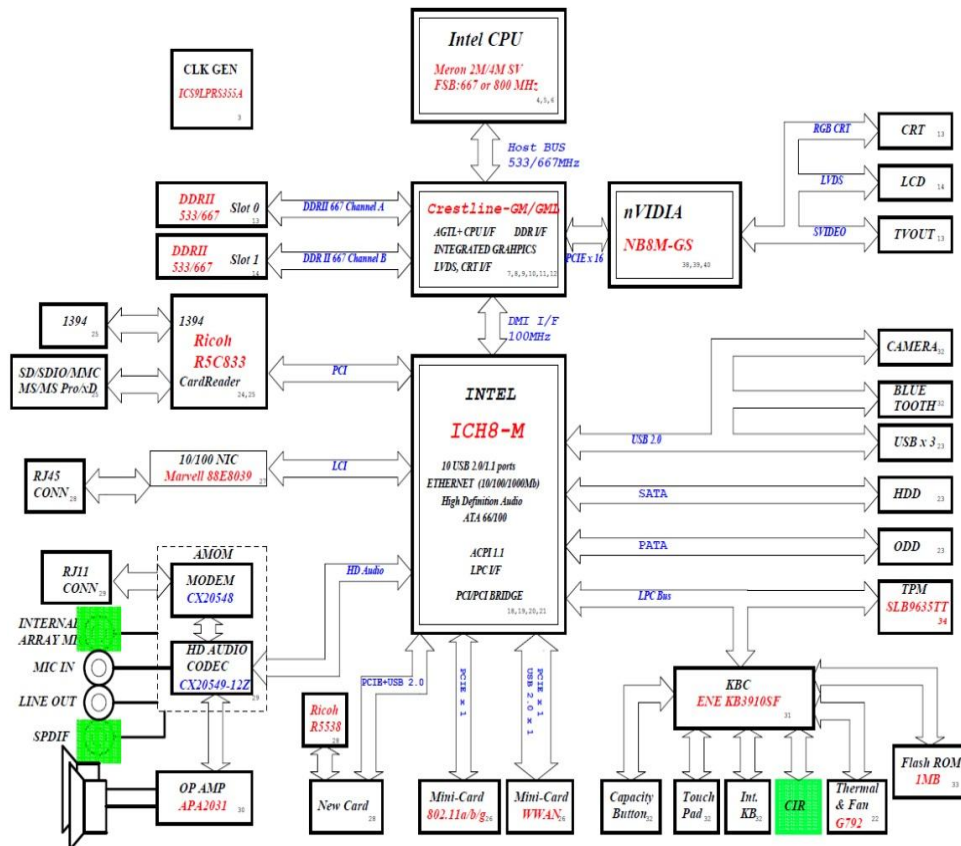 CLK GEN
ICS9LPRS355A
3
Intel CPU
Meron 2M/4M SV
FSB:667 or 800 MHz
4,5,6
Host BUS
533/667MHz
DDRII
533/667
Slot 0
13
DDRII 667 Channel A
DDRII
533/667
Slot 1
14
DDR II 667 Channel B
Crestline-GM/GML
AGTL+ CPU I/F DDR I/F
INTEGRATED GRAHPICS
LVDS, CRT I/F
7,8,9,10,11,12
PCIE x 16
nVIDIA
NB8M-GS
38,39,40
RGB CRT
CRT
13
LVDS
LCD
14
SVIDEO
TVOUT
13
DMI I/F
100MHz
1394
25
SD/SDIO/MMC
MS/MS Pro/xD
1394
Ricoh
R5C833
CardReader
24,25
PCI
INTEL
ICH8-M
10 USB 2.0/1.1 ports
ETHERNET (10/100/1000Mb)
High Definition Audio
ATA 66/100
ACPI 1.1
LPC I/F
PCI/PCI BRIDGE
18,19,20,21
CAMERA
32
BLUE
TOOTH
32
USB 2.0
USB x 3
23
SATA
HDD
23
PATA
ODD
23
LPC Bus
TPM
SLB9635TT
34
RJ45
CONN
28
10/100 NIC
Marvell 88E8039
27
LCI
AMOM
RJ11
CONN
29
MODEM
CX20548
HD Audio
INTERNAL
ARRAY MI
MIC IN
LINE OUT
SPDIF
HD AUDIO
CODEC
CX20549-12Z
29
OP AMP
APA2031
30
PCIE+USB 2.0
Ricoh
R5538
28
New Card
28
PCIE x 1
Mini-Card
802.11a/b/g
26
PCIE x 1
USB 2.0 x 1
Mini-Card
WWAN
26
KBC
ENE KB3910SF
31
Capacity
Button
32
Touch
Pad
32
Int.
KB
32
CIR
Thermal
& Fan
G792
22
Flash ROM
1MB
33